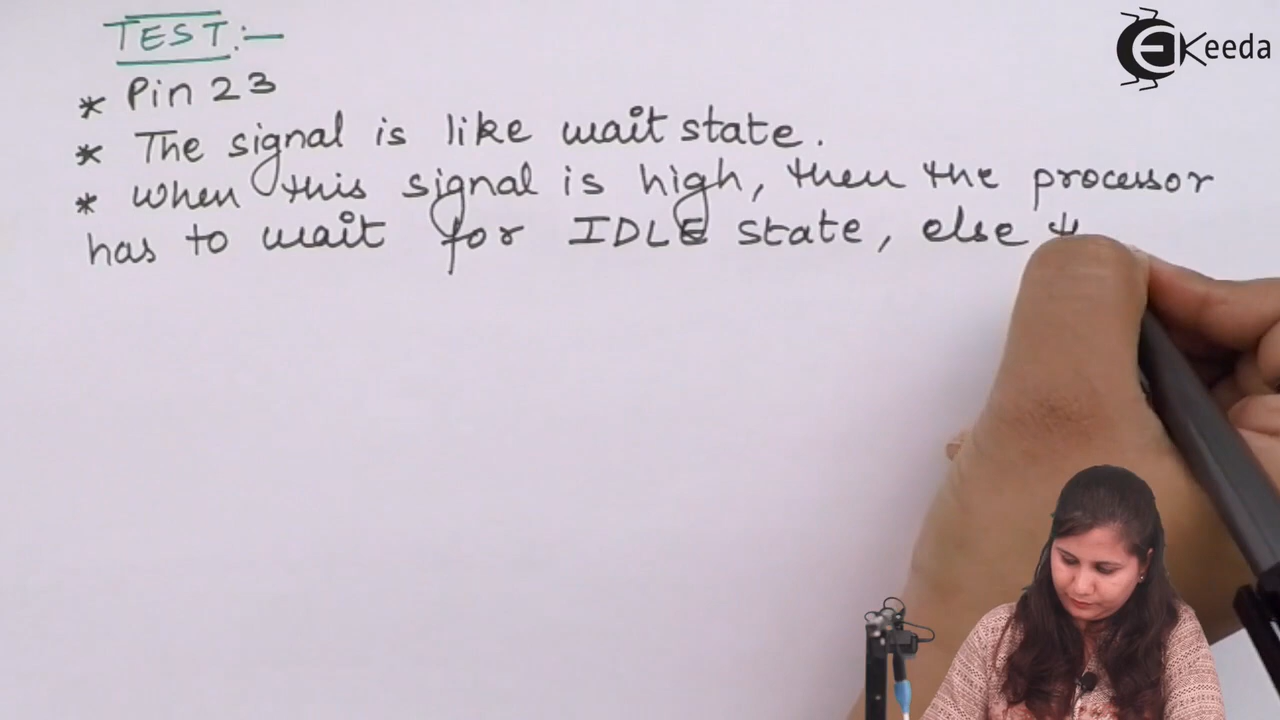 TEST:-
Keeda
* Pin 23
* The signal is like wait state.
* When this signal is high, then the processor
has to wait for IDLE state, else